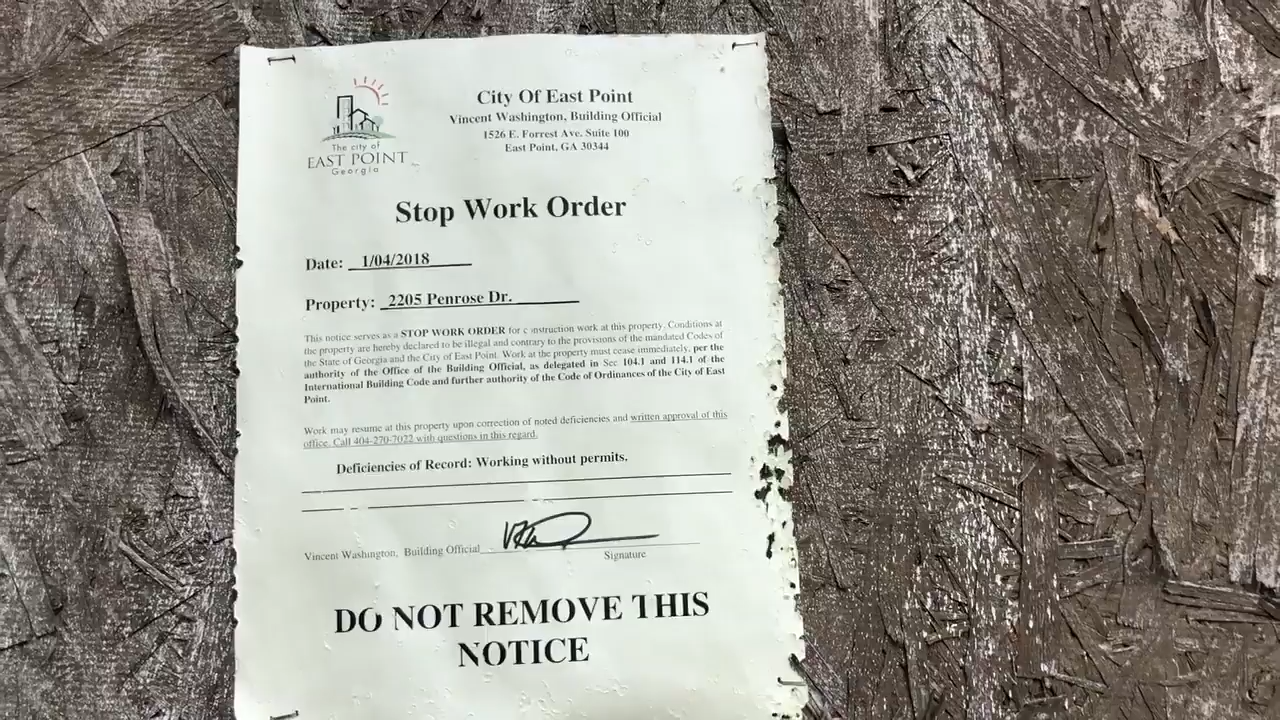 The city of
EAST POINT
Georgia
City Of East Point
Vincent Washington, Building Official
1526 E. Forrest Ave. Suite 100
East Point, GA 30344
Stop Work Order
Date: 1/04/2018
Property: 2205 Penrose Dr.
This notice serves as a STOP WORK ORDER for construction work at this property. Conditions at
the property are hereby declared to be illegal and contrary to the provisions of the mandated Codes of
the State of Georgia and the City of East Point. Work at the property must cease immediately, per the
authority of the Office of the Building Official, as delegated in Sec 104.1 and 114.1 of the
International Building Code and further authority of the Code of Ordinances of the City of East
Point.
Work may resume at this property upon correction of noted deficiencies and written approval of this
office. Call 404-270-7022 with questions in this regard.
Deficiencies of Record: Working without permits.
Vincent Washington, Building Official
Signature
DO NOT REMOVE THIS
NOTICE